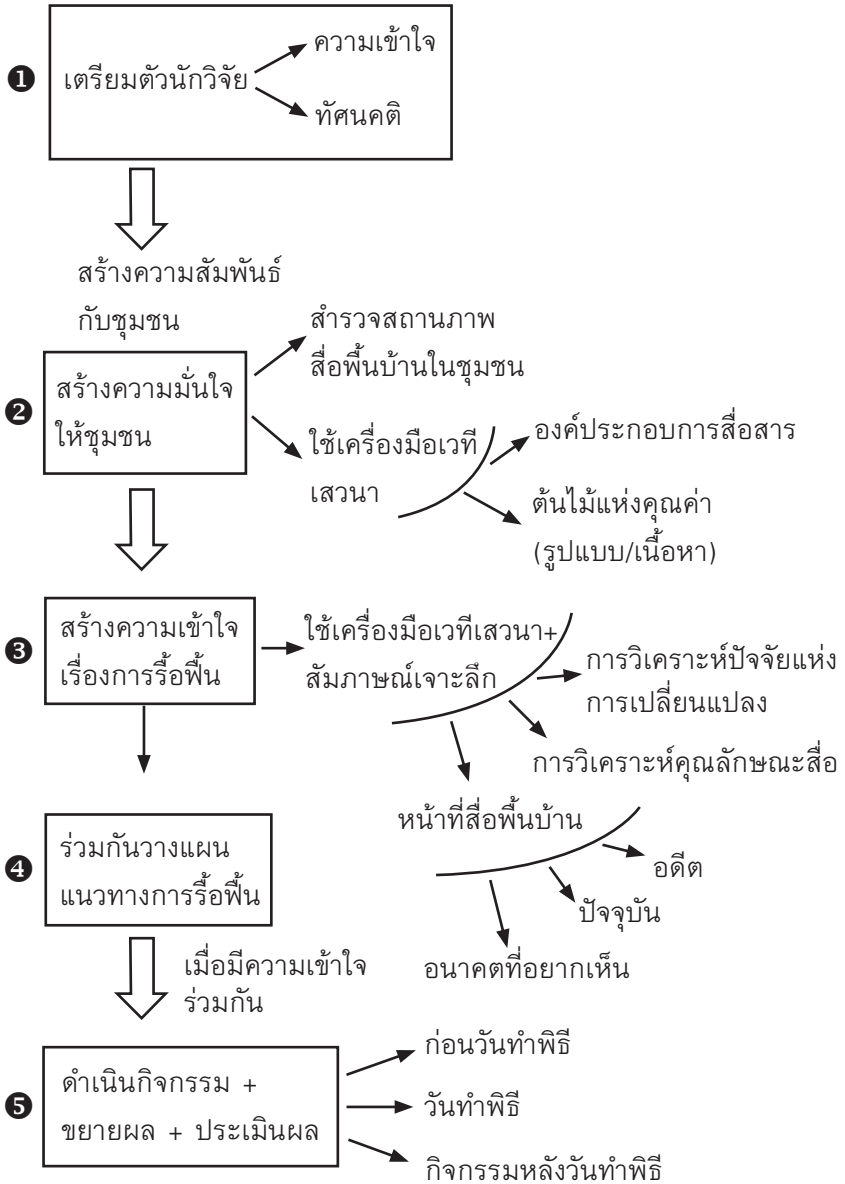 ความเข้าใจ
❶
เตรียมตัวนักวิจัย
ทัศนคติ
สร้างความสัมพันธ์
กับชุมชน
❷
สร้างความมั่นใจ
ให้ชุมชน
สำรวจสถานภาพ
สื่อพื้นบ้านในชุมชน
ใช้เครื่องมือเวที
เสวนา
องค์ประกอบการสื่อสาร
ต้นไม้แห่งคุณค่า
(รูปแบบ/เนื้อหา)
❸
สร้างความเข้าใจ
เรื่องการรื้อฟื้น
ใช้เครื่องมือเวทีเสวนา+
สัมภาษณ์เจาะลึก
การวิเคราะห์ปัจจัยแห่ง
การเปลี่ยนแปลง
การวิเคราะห์คุณลักษณะสื่อ
หน้าที่สื่อพื้นบ้าน
อดีต
ปัจจุบัน
อนาคตที่อยากเห็น
❹
ร่วมกันวางแผน
แนวทางการรื้อฟื้น
เมื่อมีความเข้าใจ
ร่วมกัน
❺
ดำเนินกิจกรรม +
ขยายผล + ประเมินผล
ก่อนวันทำพิธี
วันทำพิธี
กิจกรรมหลังวันทำพิธี